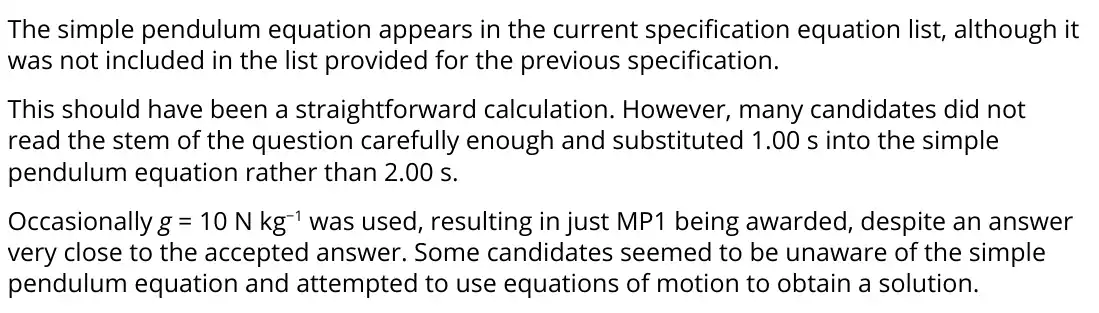 The simple pendulum equation appears in the current specification equation list, although it
was not included in the list provided for the previous specification.
This should have been a straightforward calculation. However, many candidates did not
read the stem of the question carefully enough and substituted 1.00 s into the simple
pendulum equation rather than 2.00 s.
Occasionally g = 10 N kg⁻¹ was used, resulting in just MP1 being awarded, despite an answer
very close to the accepted answer. Some candidates seemed to be unaware of the simple
pendulum equation and attempted to use equations of motion to obtain a solution.